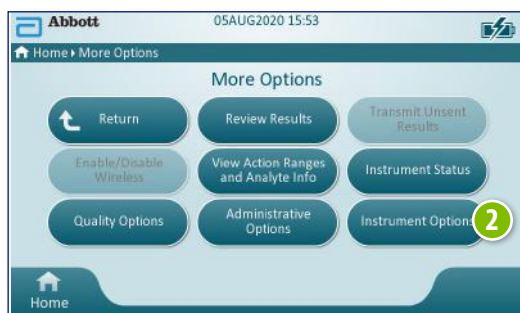 Abbott 05AUG2020 15:53
Home More Options
More Options
Return Review Results Transmit Unsent
Results
Enable/Disable
Wireless View Action Ranges
and Analyte Info Instrument Status
Quality Options Administrative
Options Instrument Options 2
Home